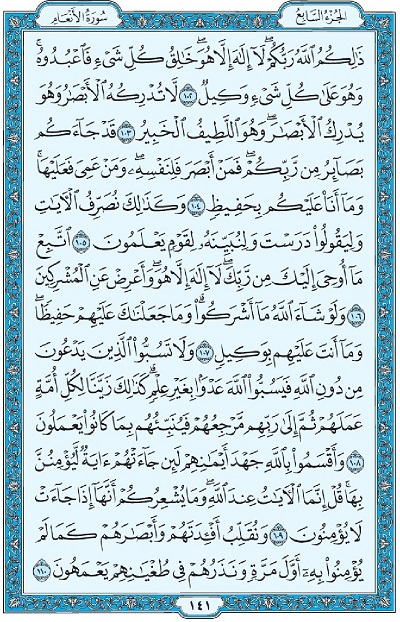 الجزء السابع
سورة الأنعام
ذَٰلِكُمُ ٱللَّهُ رَبُّكُمْ ۖ لَآ إِلَٰهَ إِلَّا هُوَ ۖ خَٰلِقُ كُلِّ شَىْءٍ فَٱعْبُدُوهُ ۚ
وَهُوَ عَلَىٰ كُلِّ شَىْءٍ وَكِيلٌ ١٠٢ لَّا تُدْرِكُهُ ٱلْأَبْصَٰرُ وَهُوَ
يُدْرِكُ ٱلْأَبْصَٰرَ ۖ وَهُوَ ٱللَّطِيفُ ٱلْخَبِيرُ ١٠٣ قَدْ جَآءَكُم
بَصَآئِرُ مِن رَّبِّكُمْ ۖ فَمَنْ أَبْصَرَ فَلِنَفْسِهِۦ ۖ وَمَنْ عَمِىَ فَعَلَيْهَا ۚ
وَمَآ أَنَا۠ عَلَيْكُم بِحَفِيظٍ ١٠٤ وَكَذَٰلِكَ نُصَرِّفُ ٱلْءَايَٰتِ
وَلِيَقُولُوا۟ دَرَسْتَ وَلِنُبَيِّنَهُۥ لِقَوْمٍ يَعْلَمُونَ ١٠٥ ٱتَّبِعْ
مَآ أُوحِىَ إِلَيْكَ مِن رَّبِّكَ ۖ لَآ إِلَٰهَ إِلَّا هُوَ ۖ وَأَعْرِضْ عَنِ ٱلْمُشْرِكِينَ
١٠٦ وَلَوْ شَآءَ ٱللَّهُ مَآ أَشْرَكُوا۟ ۗ وَمَا جَعَلْنَٰكَ عَلَيْهِمْ حَفِيظًا ۖ
وَمَآ أَنتَ عَلَيْهِم بِوَكِيلٍ ١٠٧ وَلَا تَسُبُّوا۟ ٱلَّذِينَ يَدْعُونَ
مِن دُونِ ٱللَّهِ فَيَسُبُّوا۟ ٱللَّهَ عَدْوًۢا بِغَيْرِ عِلْمٍ ۗ كَذَٰلِكَ زَيَّنَّا لِكُلِّ أُمَّةٍ
عَمَلَهُمْ ثُمَّ إِلَىٰ رَبِّهِم مَّرْجِعُهُمْ فَيُنَبِّئُهُم بِمَا كَانُوا۟ يَعْمَلُونَ
١٠٨ وَأَقْسَمُوا۟ بِٱللَّهِ جَهْدَ أَيْمَٰنِهِمْ لَئِن جَآءَتْهُمْ ءَايَةٌ لَّيُؤْمِنُنَّ
بِهَا ۚ قُلْ إِنَّمَا ٱلْءَايَٰتُ عِندَ ٱللَّهِ ۖ وَمَا يُشْعِرُكُمْ أَنَّهَآ إِذَا جَآءَتْ
لَا يُؤْمِنُونَ ١٠٩ وَنُقَلِّبُ أَفْـِٔدَتَهُمْ وَأَبْصَٰرَهُمْ كَمَا لَمْ
يُؤْمِنُوا۟ بِهِۦٓ أَوَّلَ مَرَّةٍ وَنَذَرُهُمْ فِى طُغْيَٰنِهِمْ يَعْمَهُونَ ١١٠
١٤١